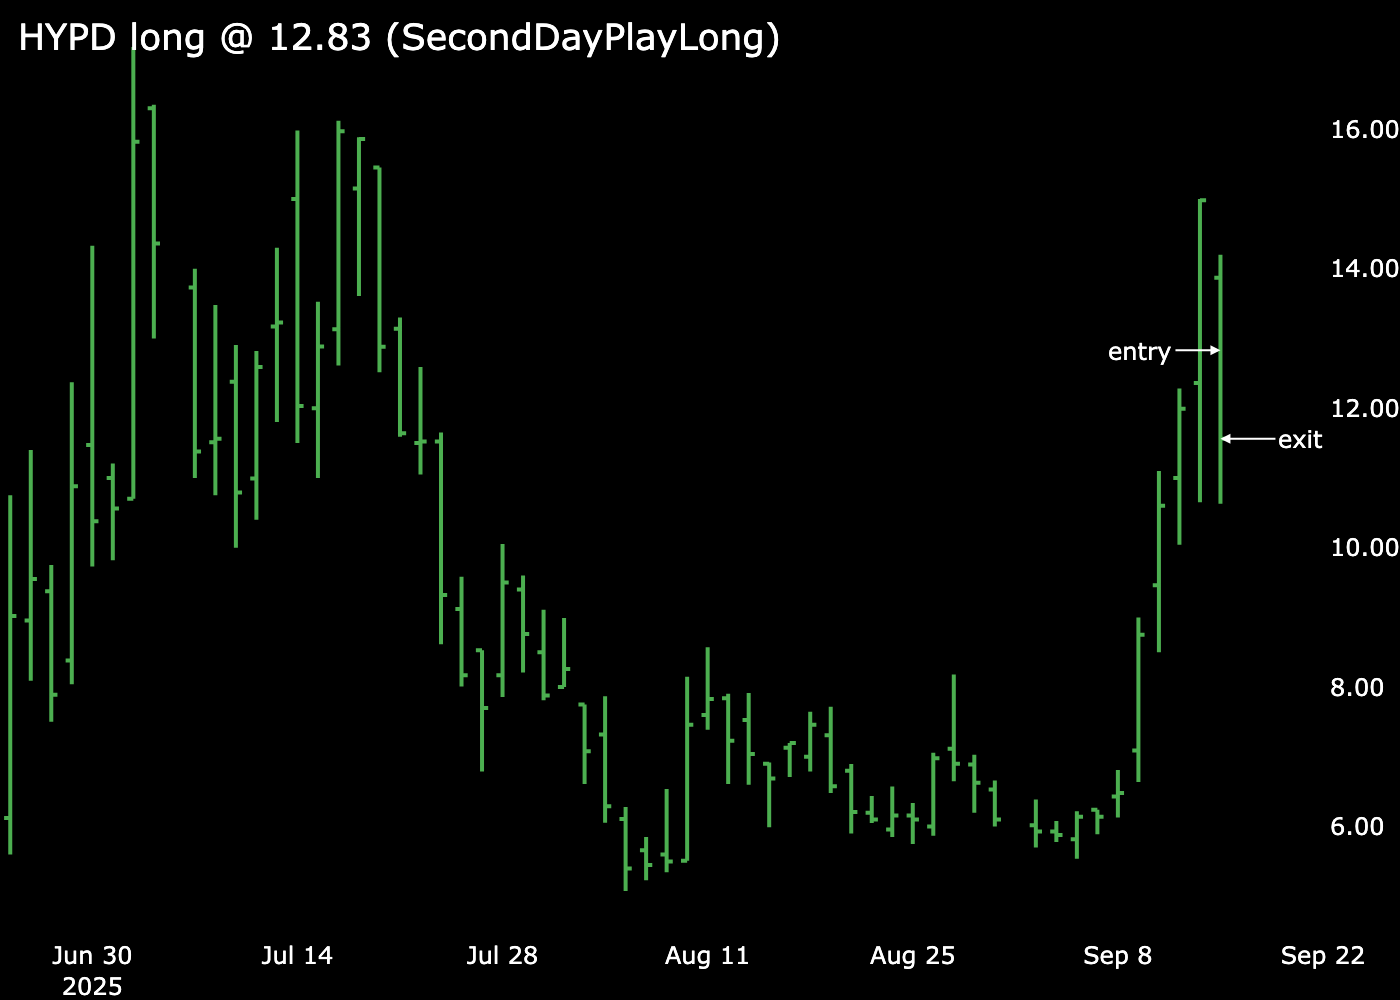 HYPD long @ 12.83 (SecondDayPlayLong)
16.00
14.00
entry
12.00
exit
10.00
8.00
6.00
Jun 30
2025
Jul 14
Jul 28
Aug 11
Aug 25
Sep 8
Sep 22